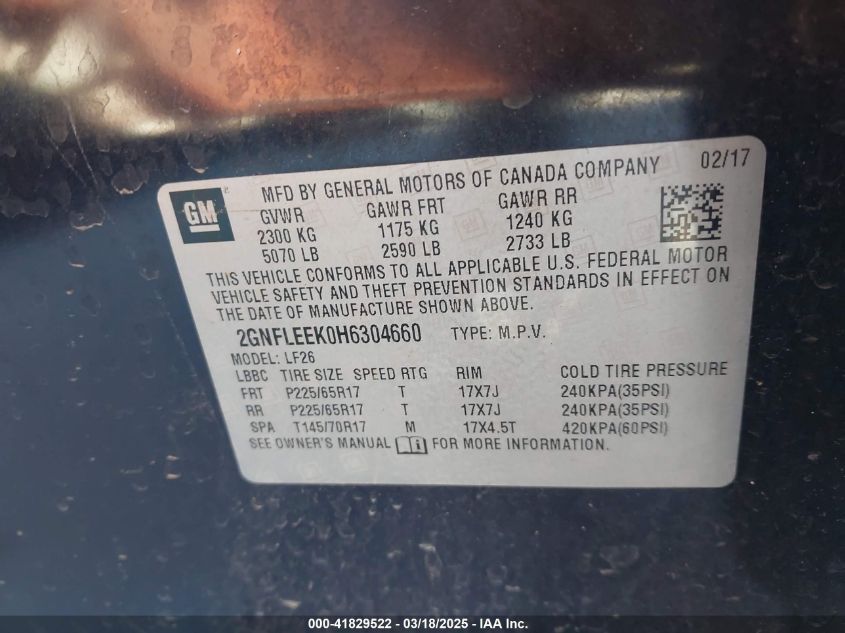 GM
MFD BY GENERAL MOTORS OF CANADA COMPANY 02/17
GVWR GAWR FRT GAWR RR
2300 KG 1175 KG 1240 KG
5070 LB 2590 LB 2733 LB
THIS VEHICLE CONFORMS TO ALL APPLICABLE U.S. FEDERAL MOTOR
VEHICLE SAFETY AND THEFT PREVENTION STANDARDS IN EFFECT ON
THE DATE OF MANUFACTURE SHOWN ABOVE.
2GNFLEEK0H6304660 TYPE: M.P.V.
MODEL: LF26
LBBC TIRE SIZE SPEED RTG RIM COLD TIRE PRESSURE
FRT P225/65R17 T 17X7J 240KPA(35PSI)
RR P225/65R17 T 17X7J 240KPA(35PSI)
SPA T145/70R17 M 17X4.5T 420KPA(60PSI)
SEE OWNER'S MANUAL FOR MORE INFORMATION.
000-41829522 - 03/18/2025 - IAA Inc.